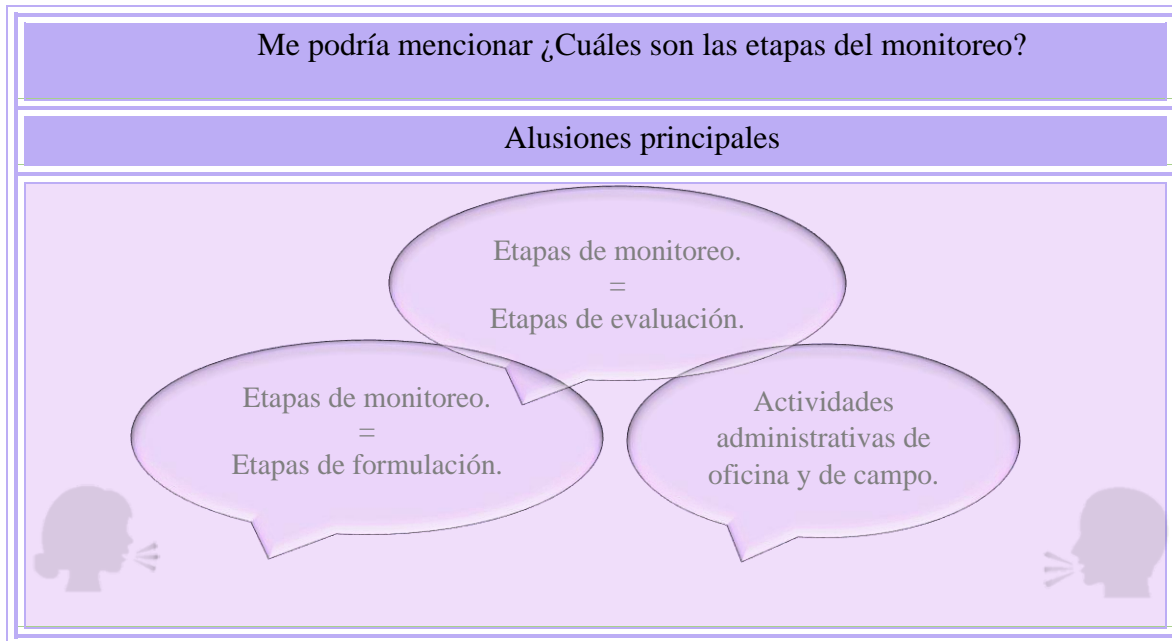 Me podría mencionar ¿Cuáles son las etapas del monitoreo?
Alusiones principales
Etapas de monitoreo.
=
Etapas de evaluación.
Etapas de monitoreo.
=
Etapas de formulación.
Actividades
administrativas de
oficina y de campo.